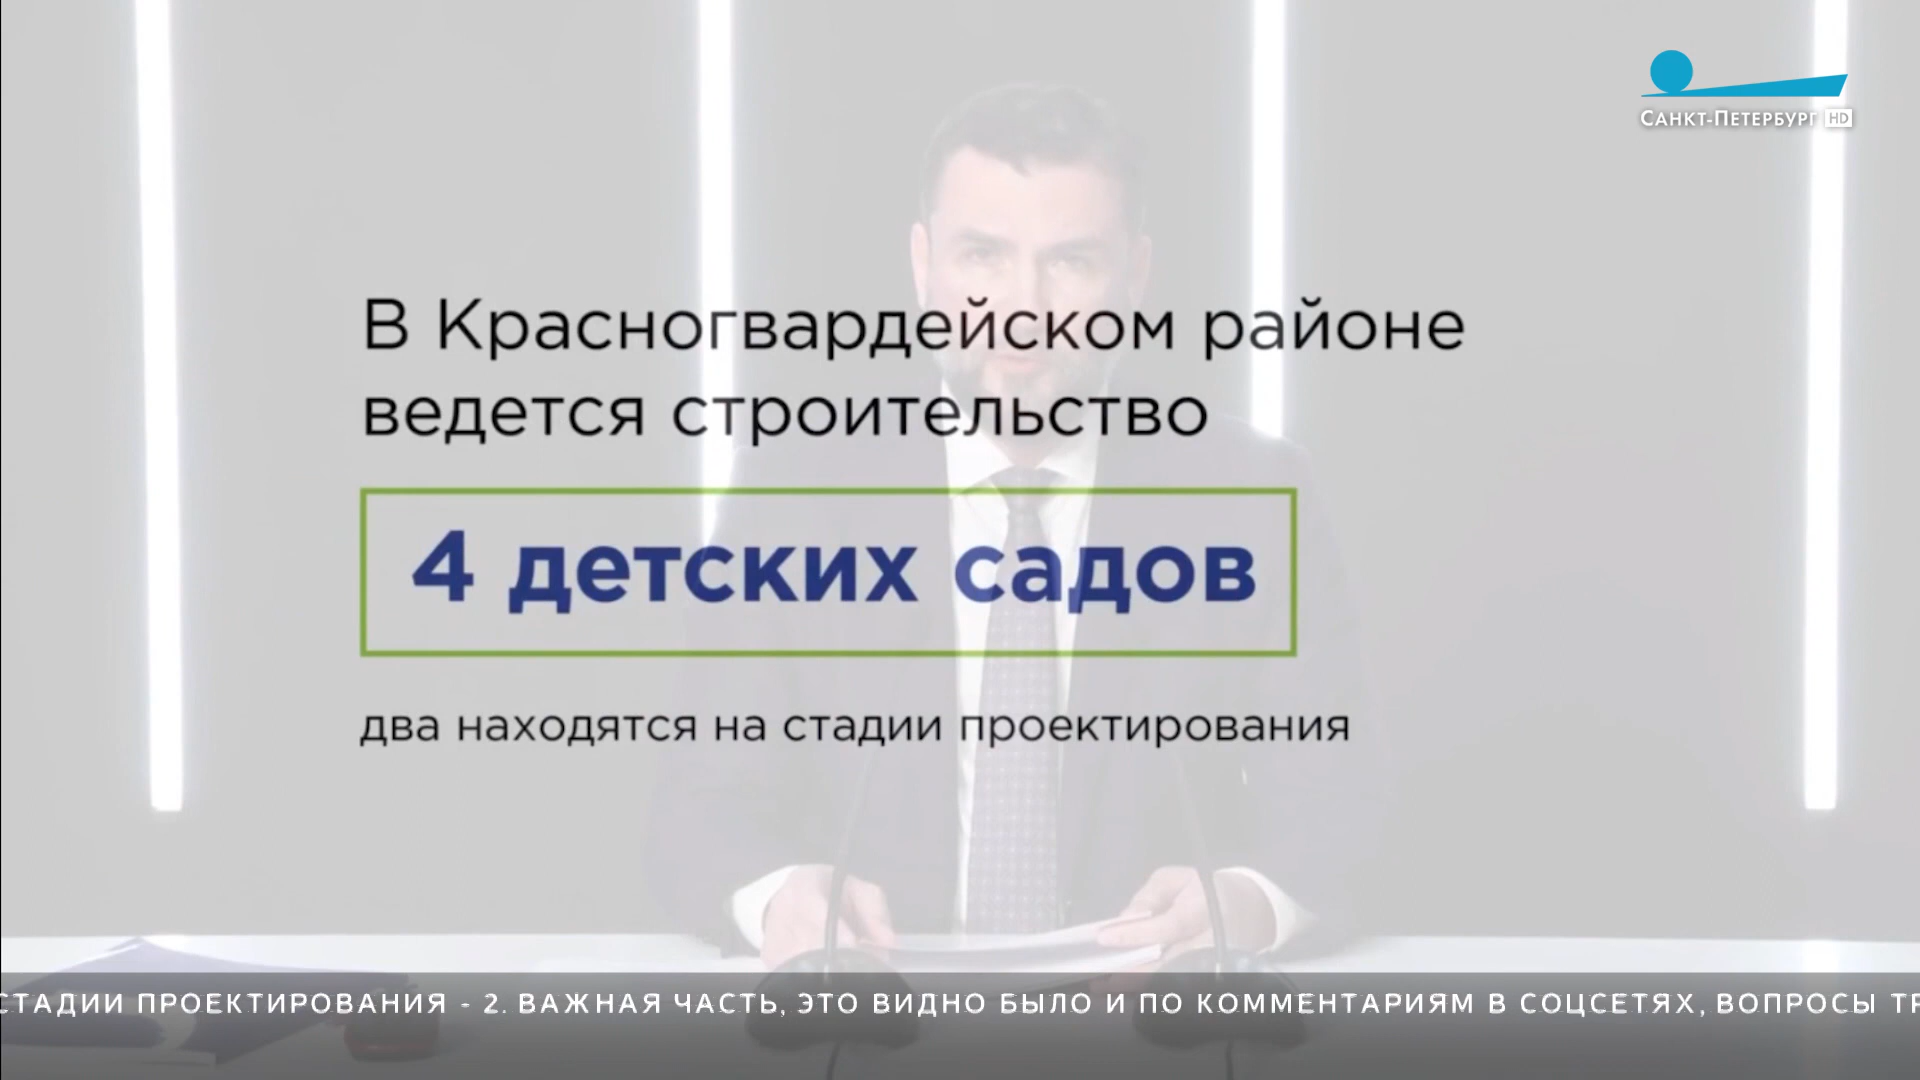 Санкт-Петербург HD
В Красногвардейском районе
ведется строительство
4 детских садов
два находятся на стадии проектирования
СТАДИИ ПРОЕКТИРОВАНИЯ - 2. ВАЖНАЯ ЧАСТЬ, ЭТО ВИДНО БЫЛО И ПО КОММЕНТАРИЯМ В СОЦСЕТЯХ, ВОПРОСЫ